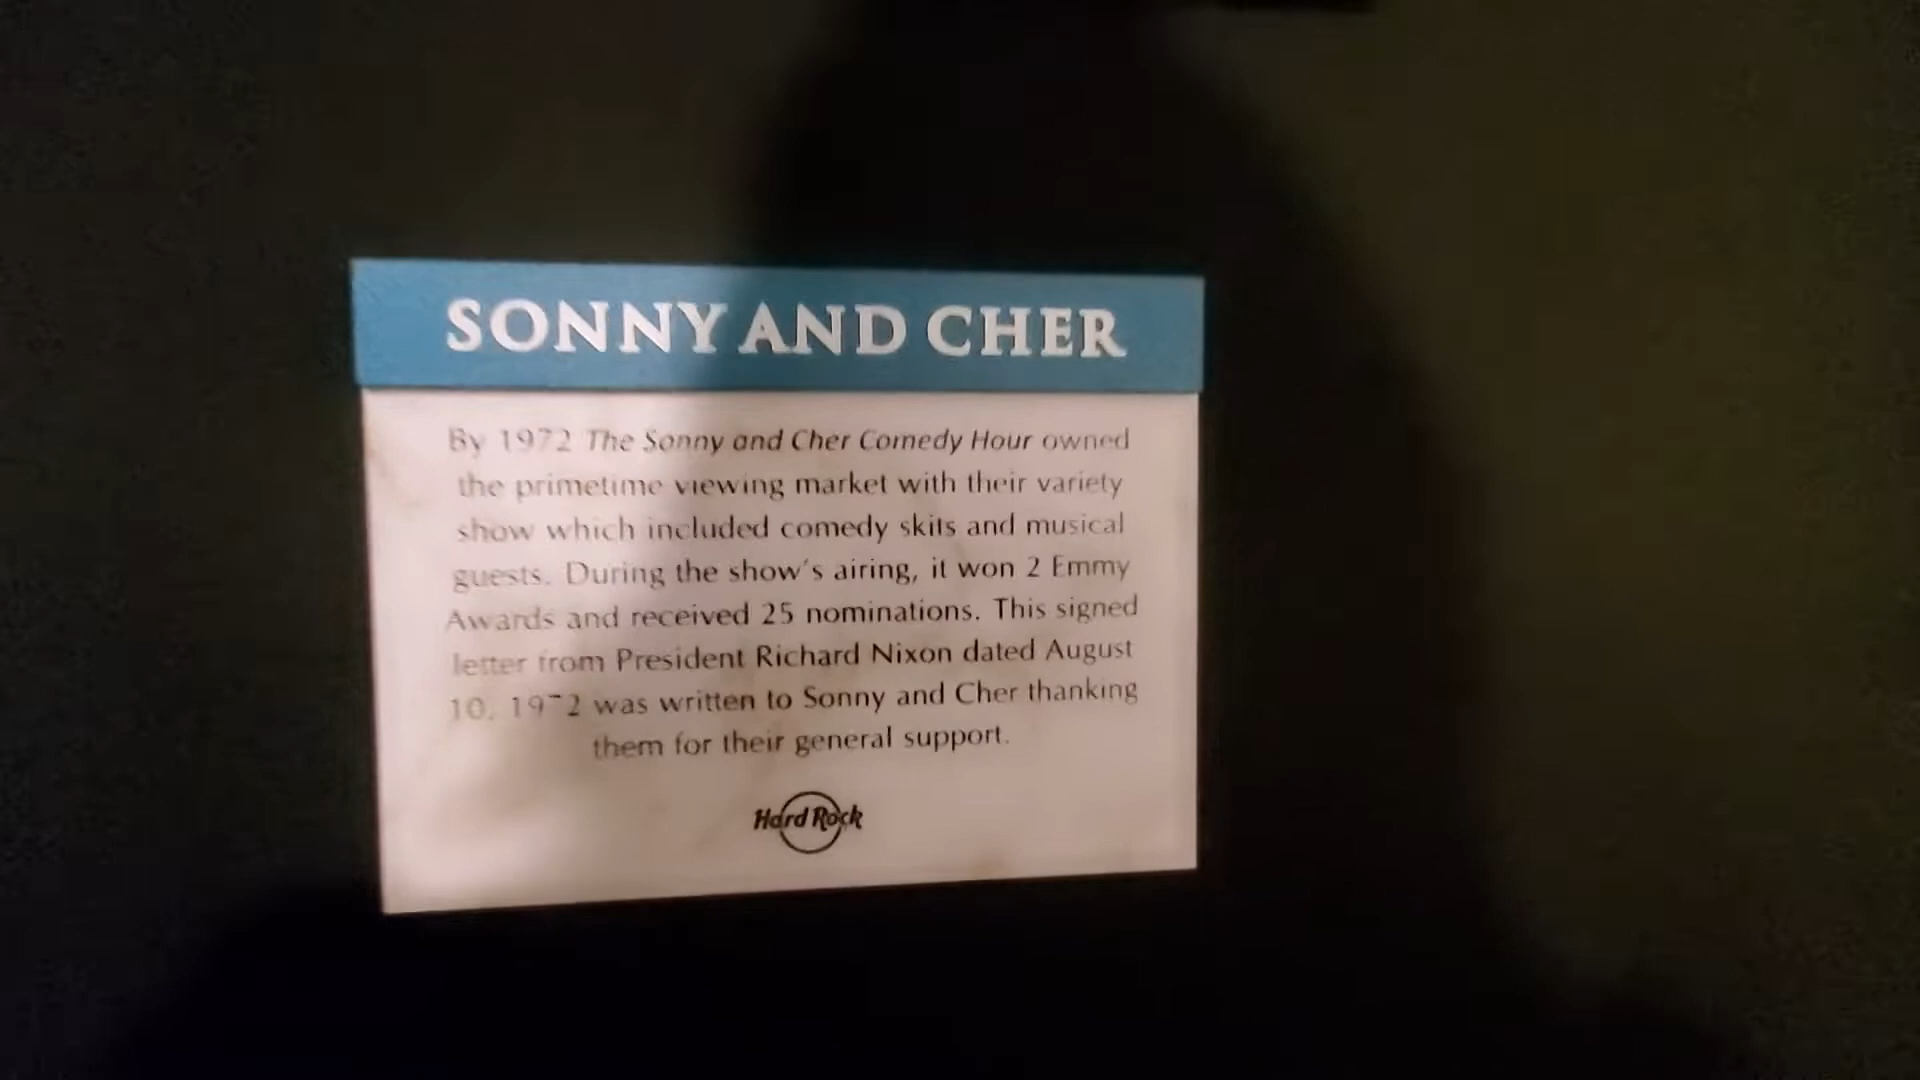 SONNY AND CHER
By 1972 The Sonny and Cher Comedy Hour owned
the primetime viewing market with their variety
show which included comedy skits and musical
guests. During the show's airing, it won 2 Emmy
Awards and received 25 nominations. This signed
letter from President Richard Nixon dated August
10, 1972 was written to Sonny and Cher thanking
them for their general support.
Hard Rock